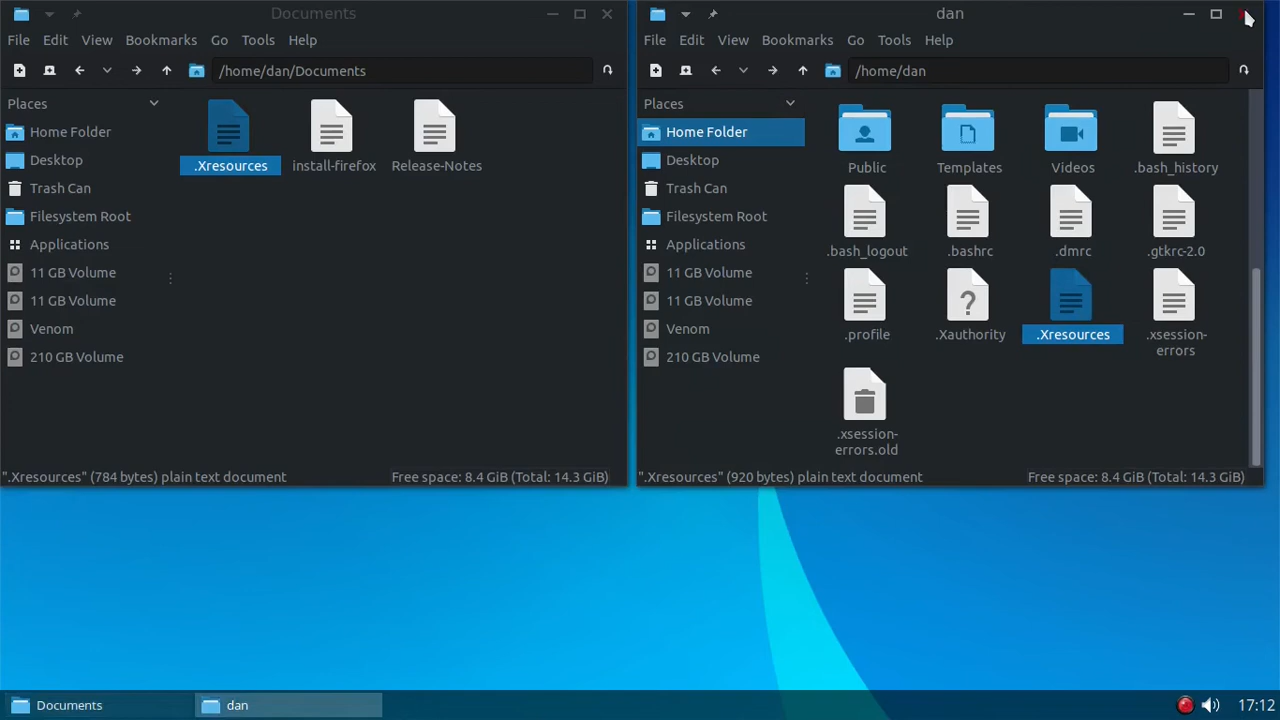 Documents
File Edit View Bookmarks Go Tools Help
/home/dan/Documents
Places
Home Folder
Desktop
Trash Can
Filesystem Root
Applications
11 GB Volume
11 GB Volume
Venom
210 GB Volume
.Xresources install-firefox Release-Notes
".Xresources" (784 bytes) plain text document Free space: 8.4 GiB (Total: 14.3 GiB)
dan
File Edit View Bookmarks Go Tools Help
/home/dan
Places
Home Folder
Desktop
Trash Can
Filesystem Root
Applications
11 GB Volume
11 GB Volume
Venom
210 GB Volume
Public Templates Videos .bash_history
.bash_logout .bashrc .dmrc .gtkrc-2.0
.profile .Xauthority .Xresources .xsession-
errors
.xsession-
errors.old
".Xresources" (920 bytes) plain text document Free space: 8.4 GiB (Total: 14.3 GiB)
Documents dan 17:12